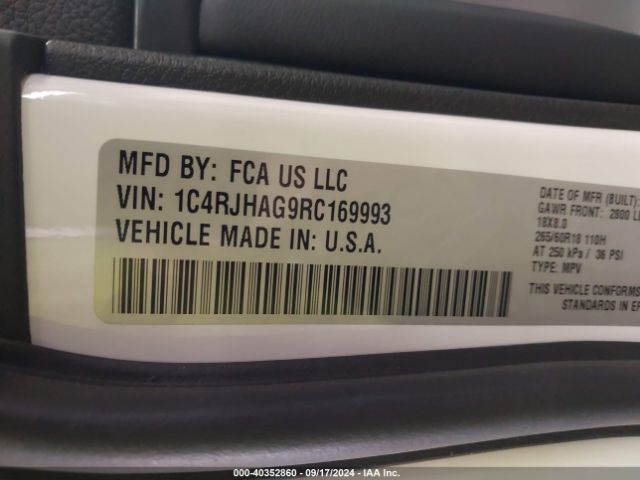 MFD BY: FCA US LLC
VIN: 1C4RJHAG9RC169993
VEHICLE MADE IN: U.S.A.
DATE OF MFR (BUILT):
GAWR FRONT: 2800 L
18X8.0
265/60R18 110H
AT 250 kPa / 36 PSI
TYPE: MPV
THIS VEHICLE CONFORMS
STANDARDS IN EF
000-40352860 - 09/17/2024 - IAA Inc.